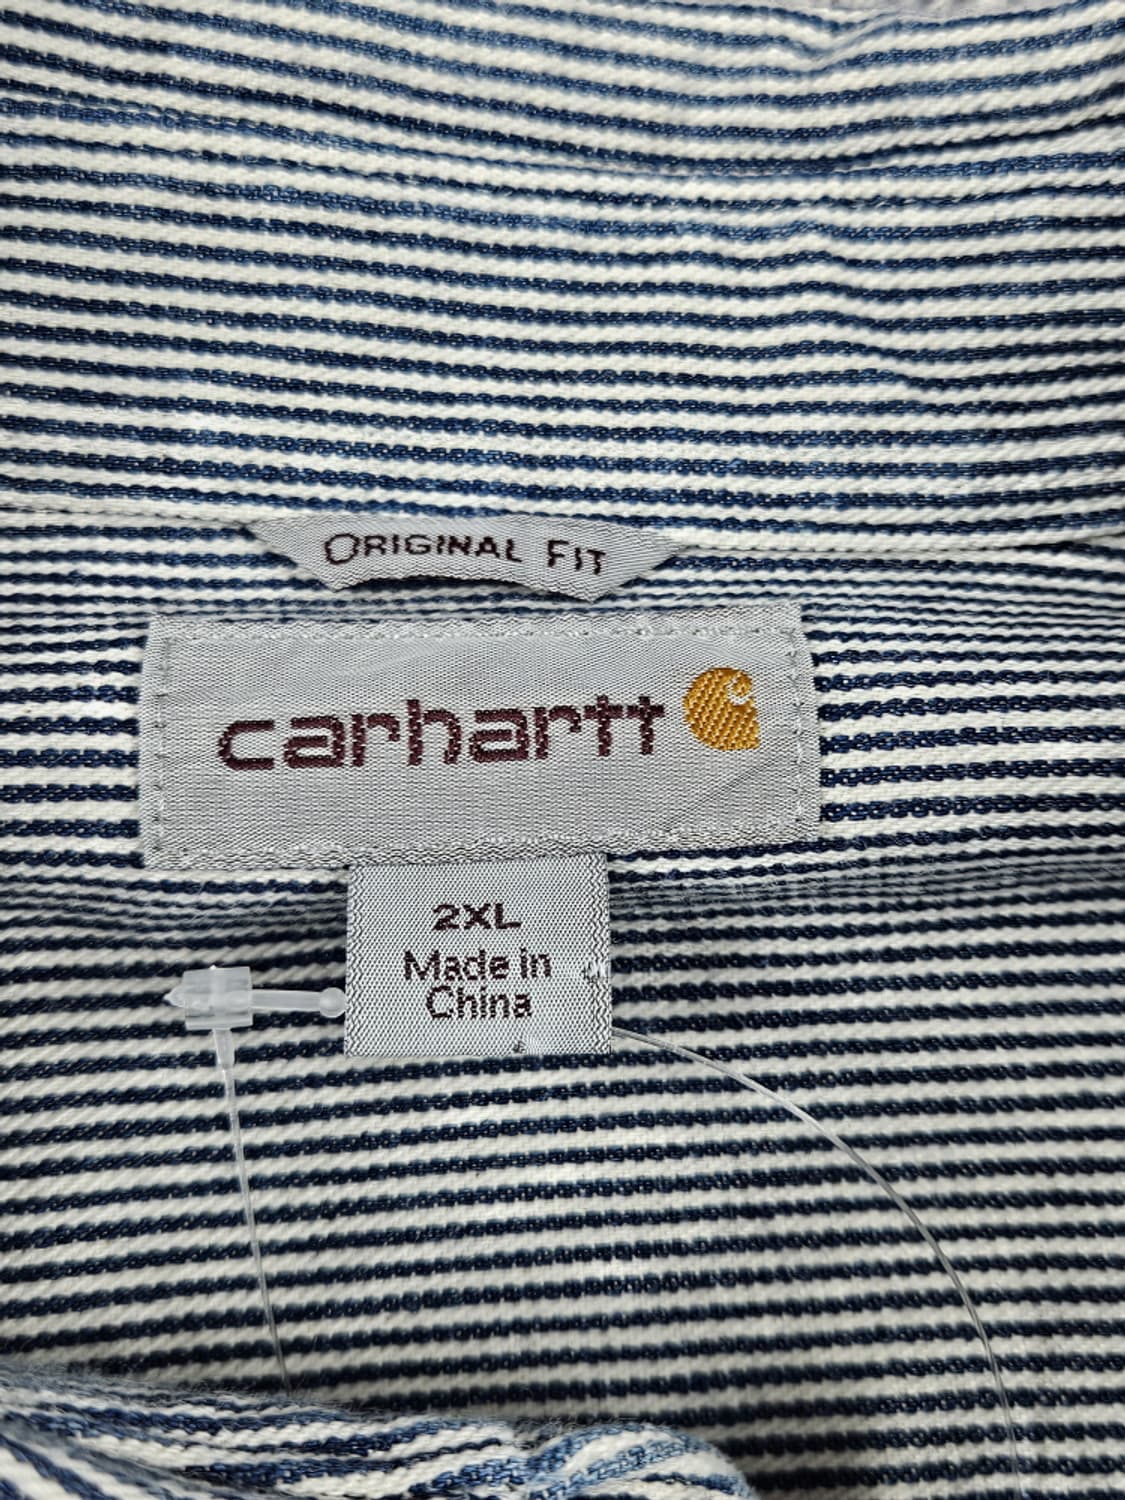 ORIGINAL FIT
carhartt
2XL
Made in
China